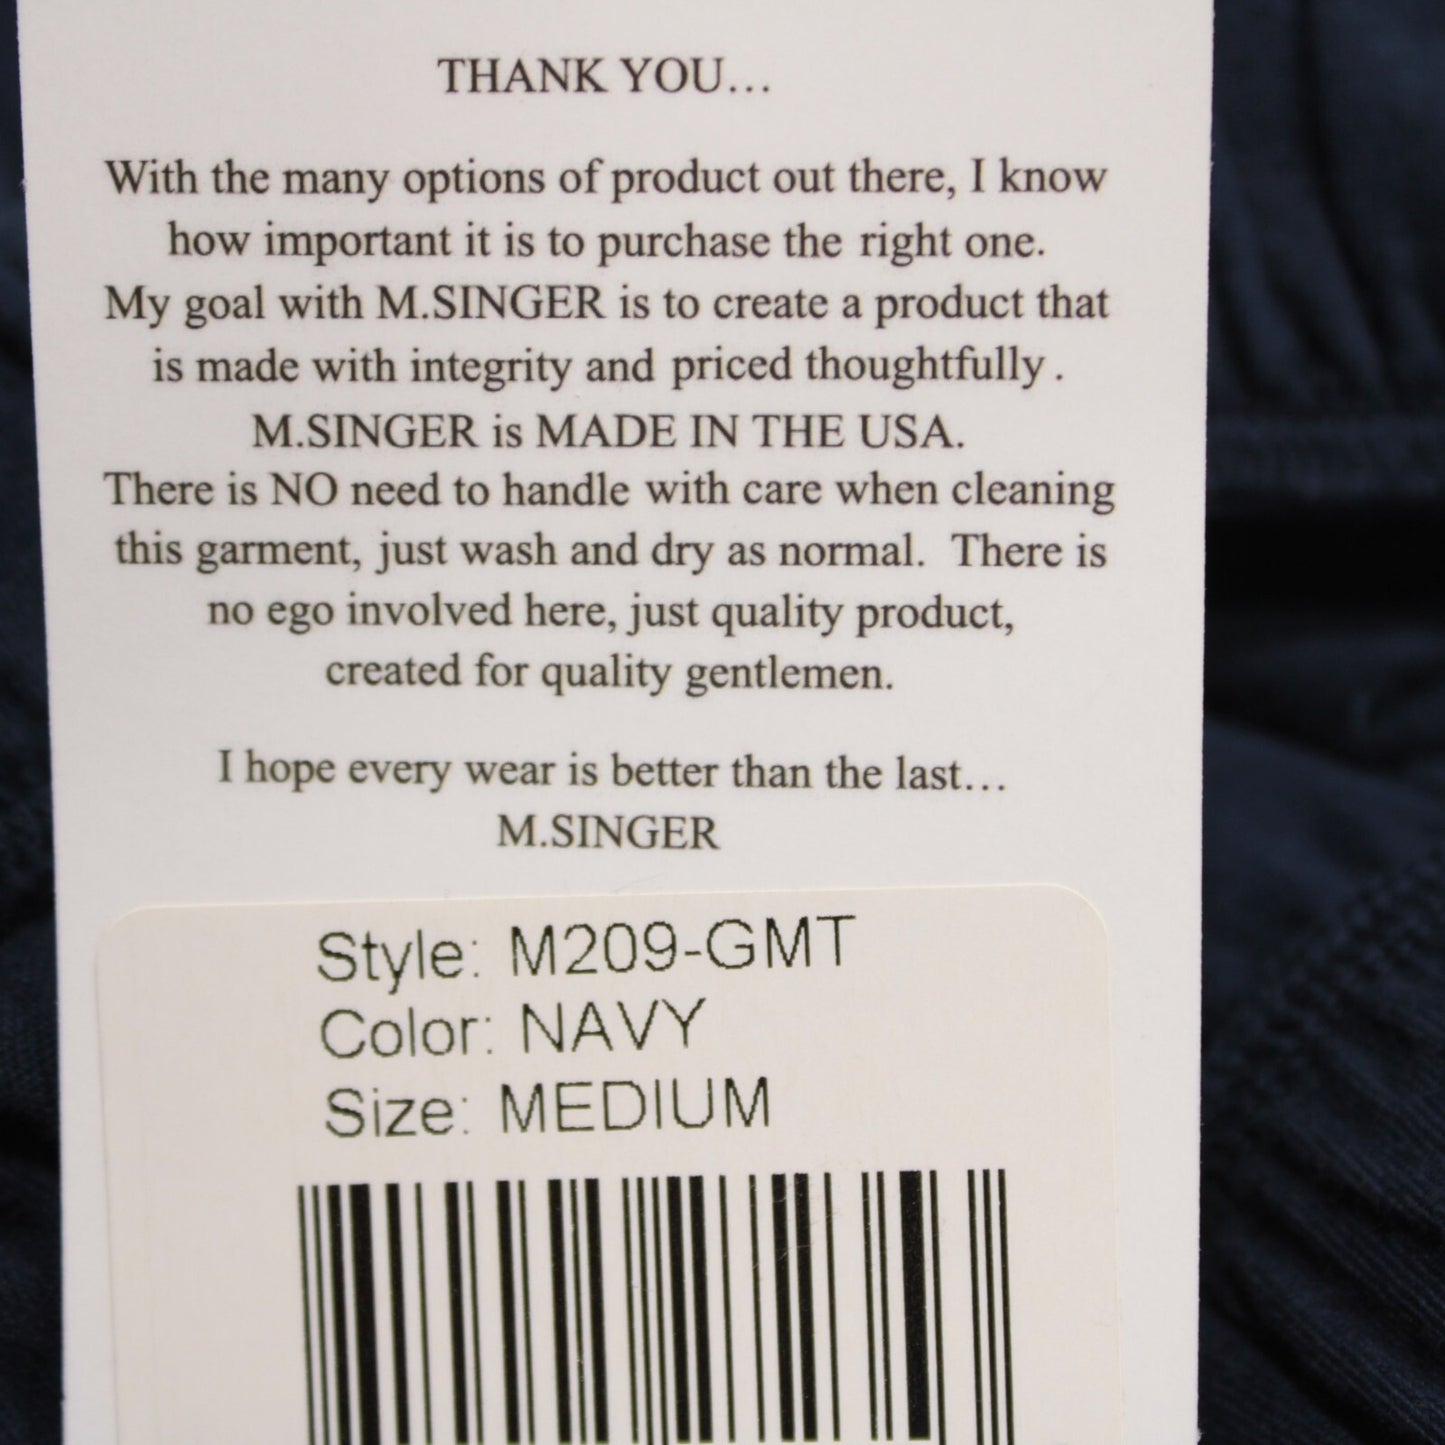 THANK YOU...
With the many options of product out there, I know
how important it is to purchase the right one.
My goal with M.SINGER is to create a product that
is made with integrity and priced thoughtfully .
M.SINGER is MADE IN THE USA.
There is NO need to handle with care when cleaning
this garment, just wash and dry as normal.  There is
no ego involved here, just quality product,
created for quality gentlemen.
I hope every wear is better than the last...
M.SINGER
Style: M209-GMT
Color: NAVY
Size: MEDIUM